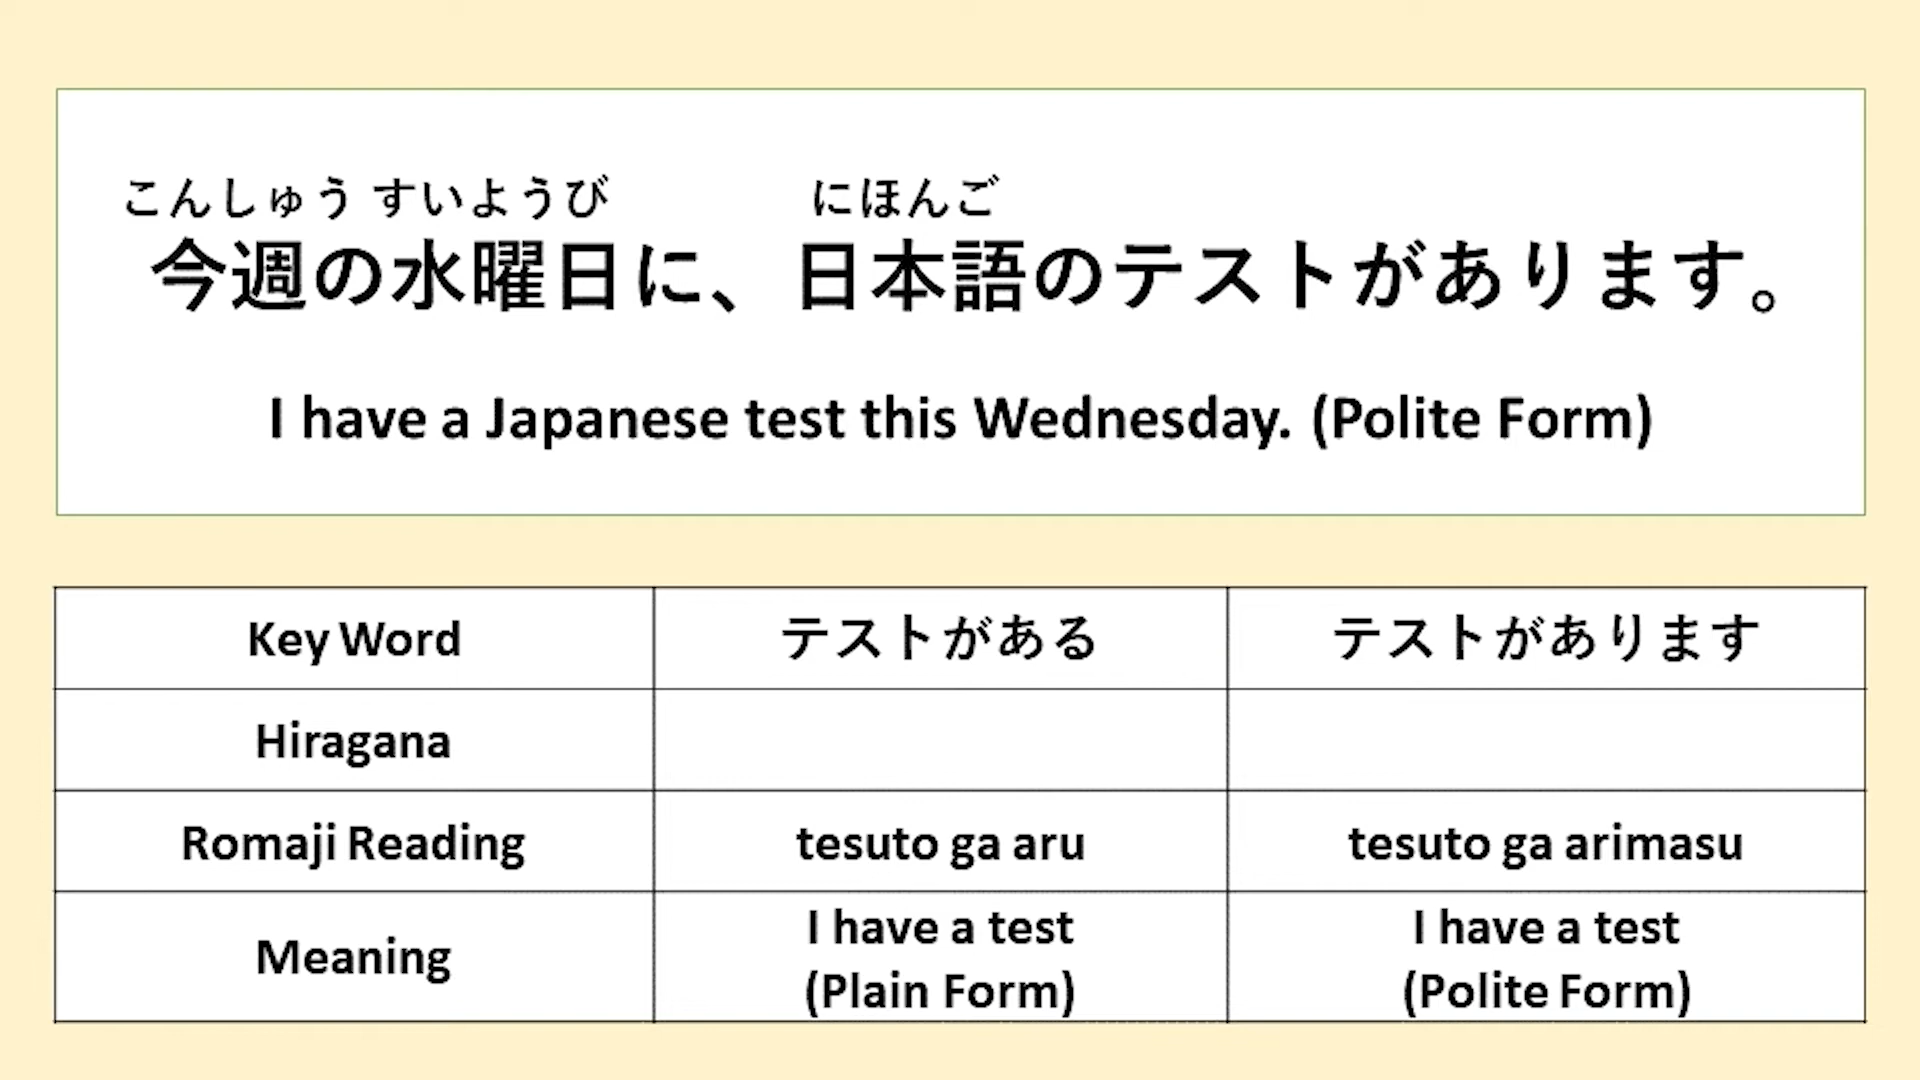 こんしゅう すいようび にほんご
今週の水曜日に、日本語のテストがあります。
I have a Japanese test this Wednesday. (Polite Form)
Key Word テストがある テストがあります
Hiragana
Romaji Reading tesuto ga aru tesuto ga arimasu
Meaning I have a test (Plain Form) I have a test (Polite Form)